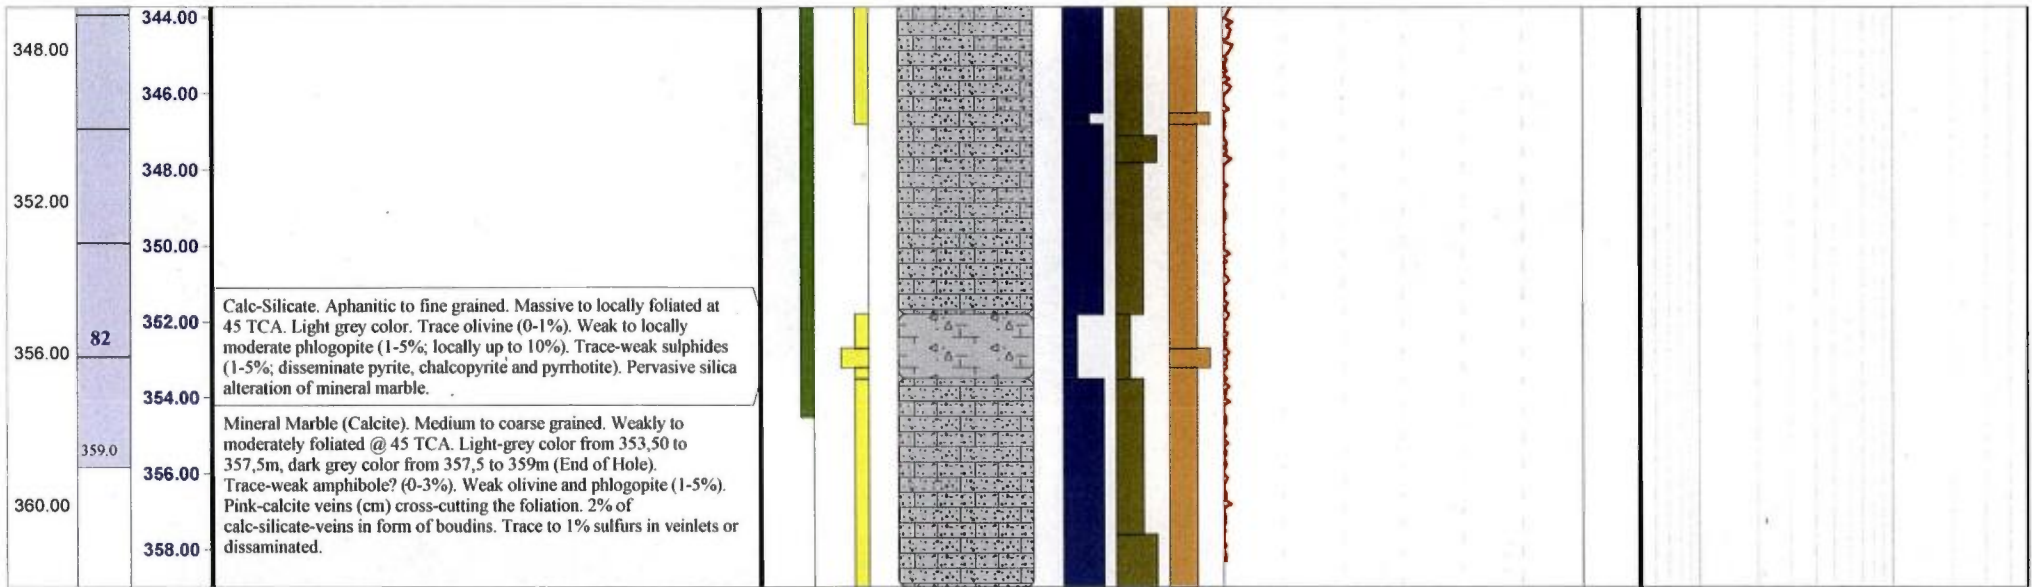 348.00
352.00
356.00
360.00
82
359.0
344.00
346.00
348.00
350.00
352.00
354.00
356.00
358.00
Calc-Silicate. Aphanitic to fine grained. Massive to locally foliated at
45 TCA. Light grey color. Trace olivine (0-1%). Weak to locally
moderate phlogopite (1-5%; locally up to 10%). Trace-weak sulphides
(1-5%; disseminate pyrite, chalcopyrite and pyrrhotite). Pervasive silica
alteration of mineral marble.
Mineral Marble (Calcite). Medium to coarse grained. Weakly to
moderately foliated @ 45 TCA. Light-grey color from 353,50 to
357,5m, dark grey color from 357,5 to 359m (End of Hole).
Trace-weak amphibole? (0-3%). Weak olivine and phlogopite (1-5%).
Pink-calcite veins (cm) cross-cutting the foliation. 2% of
calc-silicate-veins in form of boudins. Trace to 1% sulfurs in veinlets or
dissaminated.